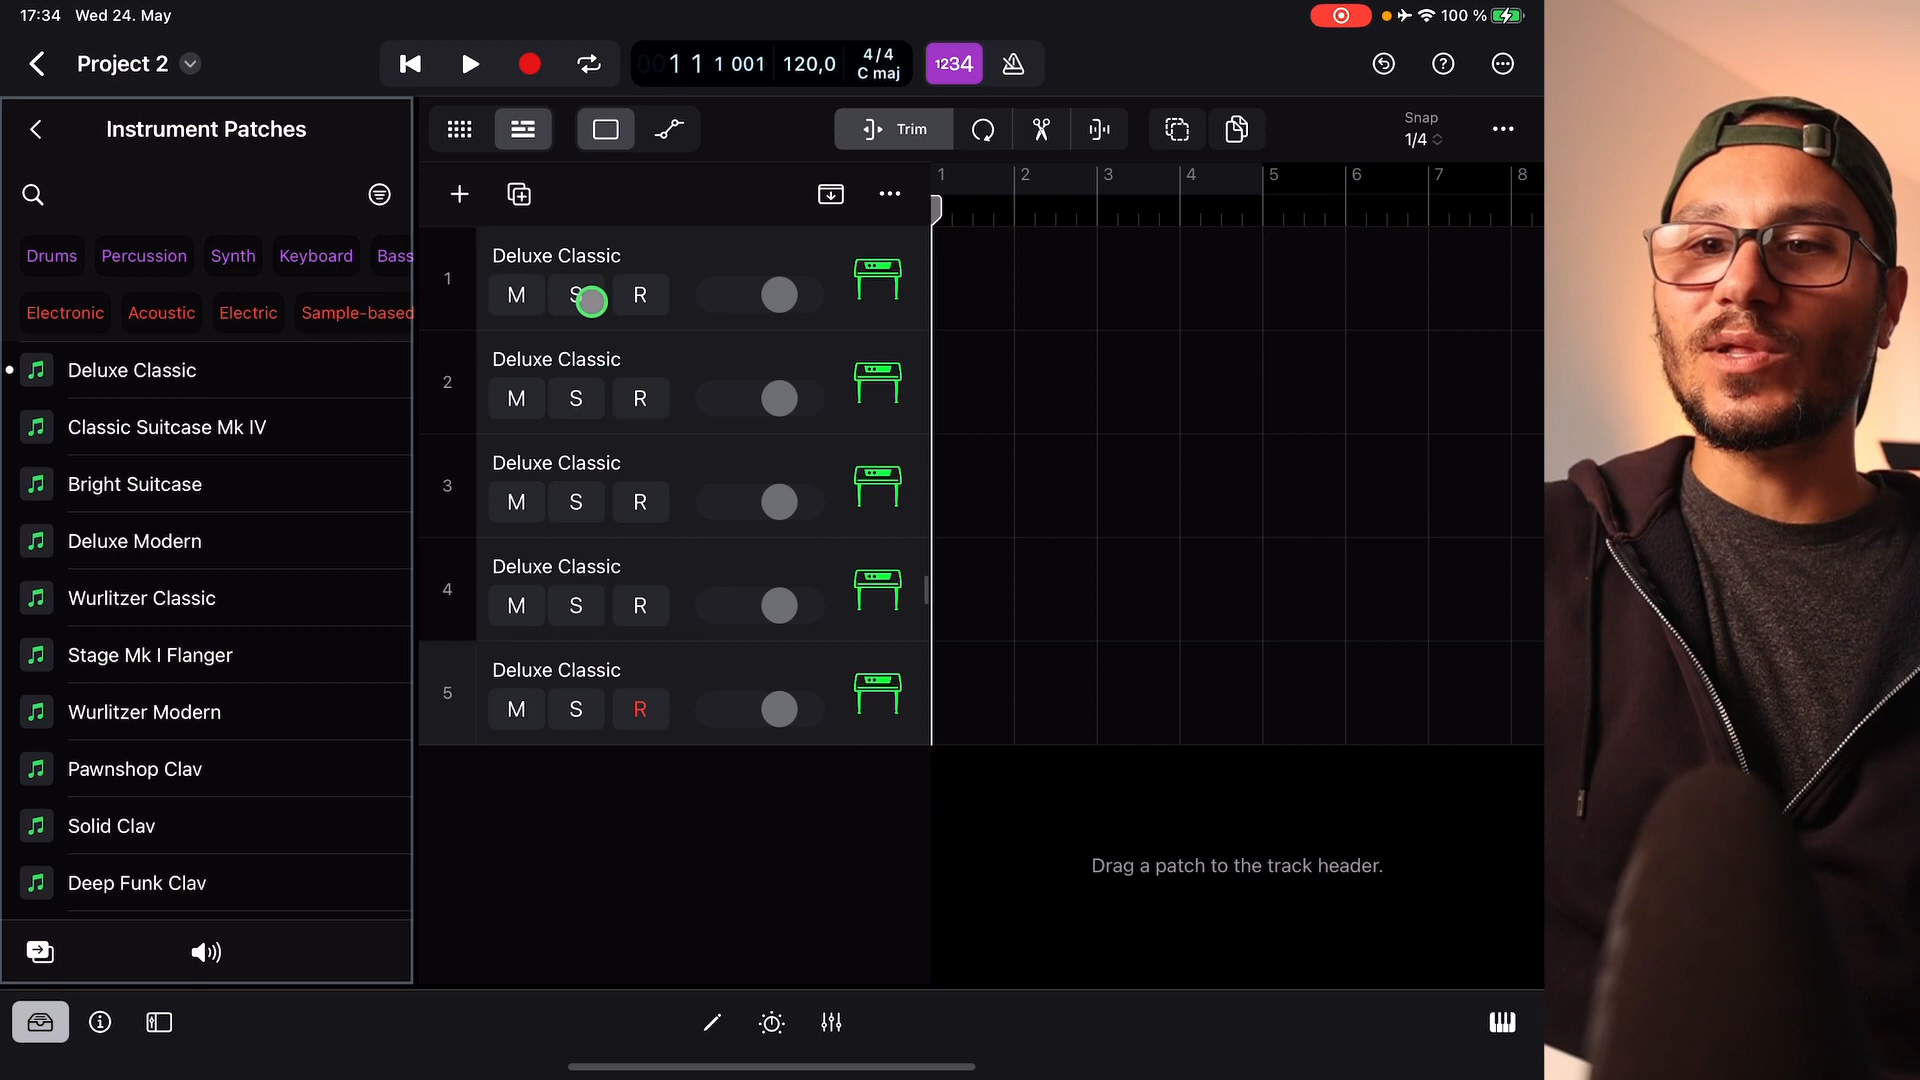 17:34 Wed 24. May
100 %
Project 2
1 1 1 001
120,0
4/4
C maj
1234
?
Instrument Patches
Trim
Snap
1/4
Drums
Percussion
Synth
Keyboard
Bass
Electronic
Acoustic
Electric
Sample-based
Deluxe Classic
Classic Suitcase Mk IV
Bright Suitcase
Deluxe Modern
Wurlitzer Classic
Stage Mk I Flanger
Wurlitzer Modern
Pawnshop Clav
Solid Clav
Deep Funk Clav
1 2 3 4 5 6 7 8
1
Deluxe Classic
M S R
2
Deluxe Classic
M S R
3
Deluxe Classic
M S R
4
Deluxe Classic
M S R
5
Deluxe Classic
M S R
Drag a patch to the track header.